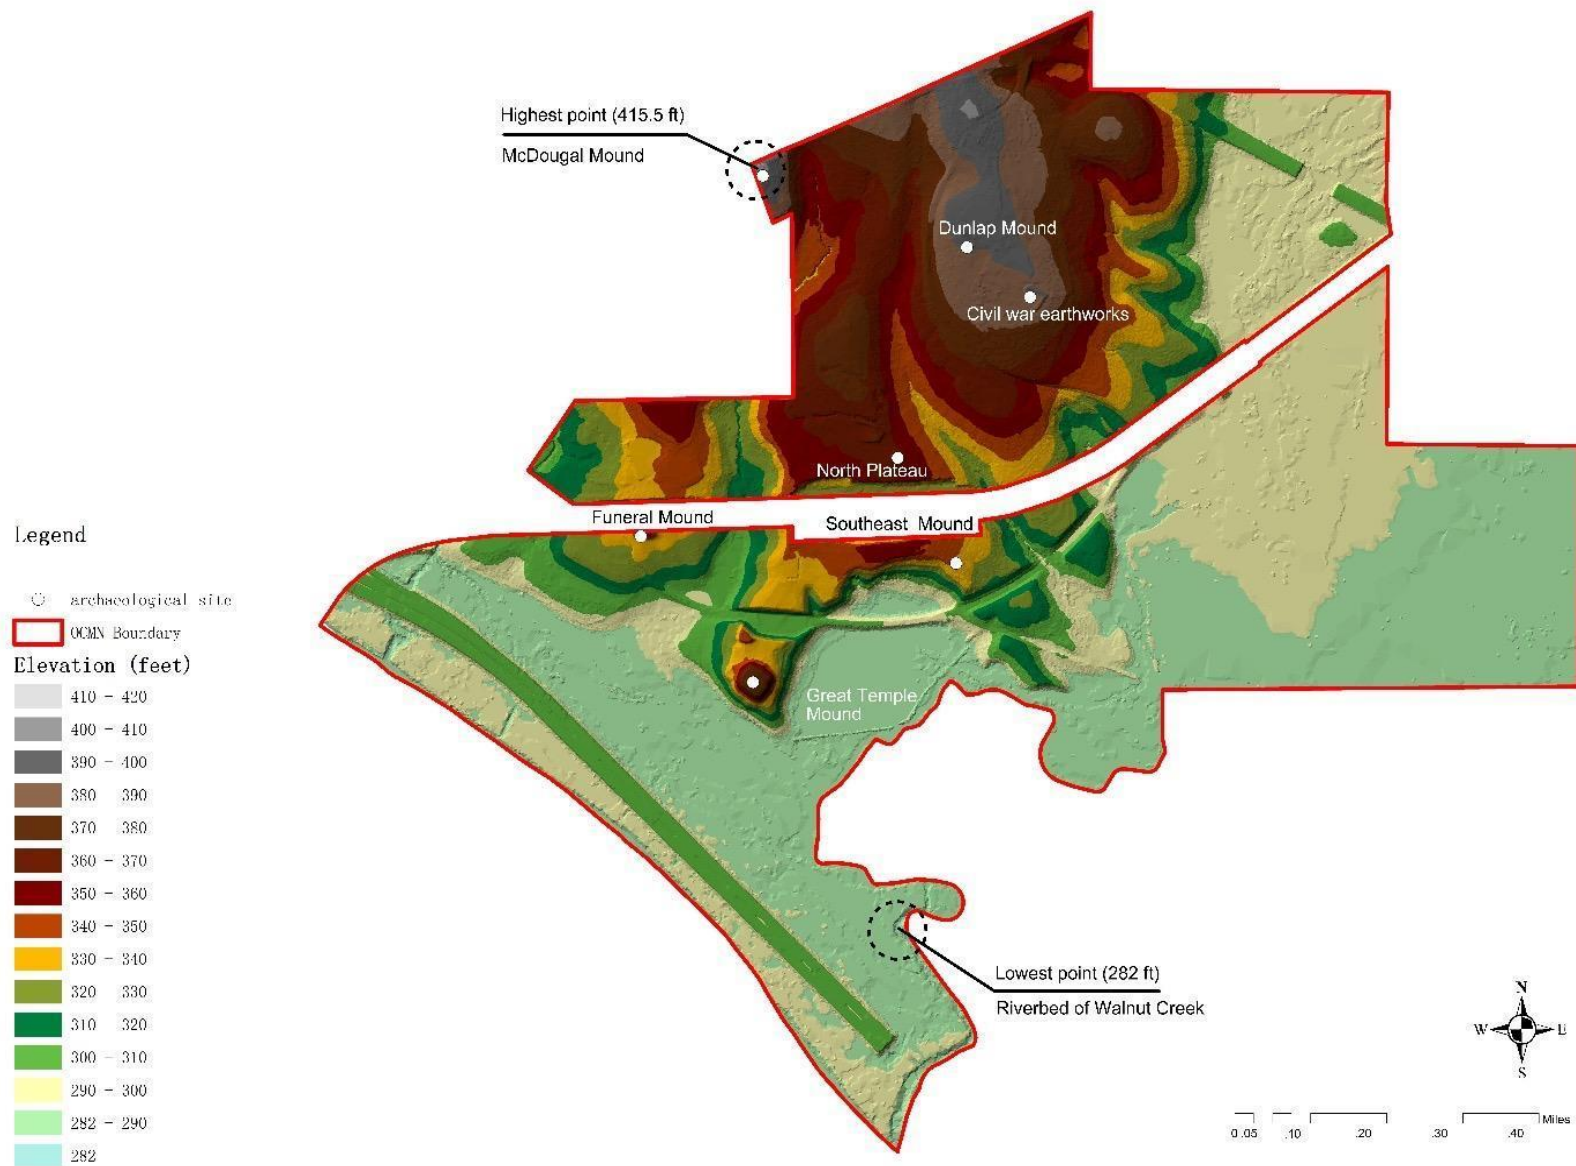 Highest point (415.5 ft)
McDougal Mound
Dunlap Mound
Civil war earthworks
North Plateau
Funeral Mound
Southeast Mound
Great Temple
Mound
Lowest point (282 ft)
Riverbed of Walnut Creek
Legend
archaeological site
OCMN Boundary
Elevation (feet)
410 - 420
400 - 410
390 - 400
380 - 390
370 - 380
360 - 370
350 - 360
340 - 350
330 - 340
320 - 330
310 - 320
300 - 310
290 - 300
282 - 290
282
N
W E
S
0 .05 .10 .20 .30 .40 Miles